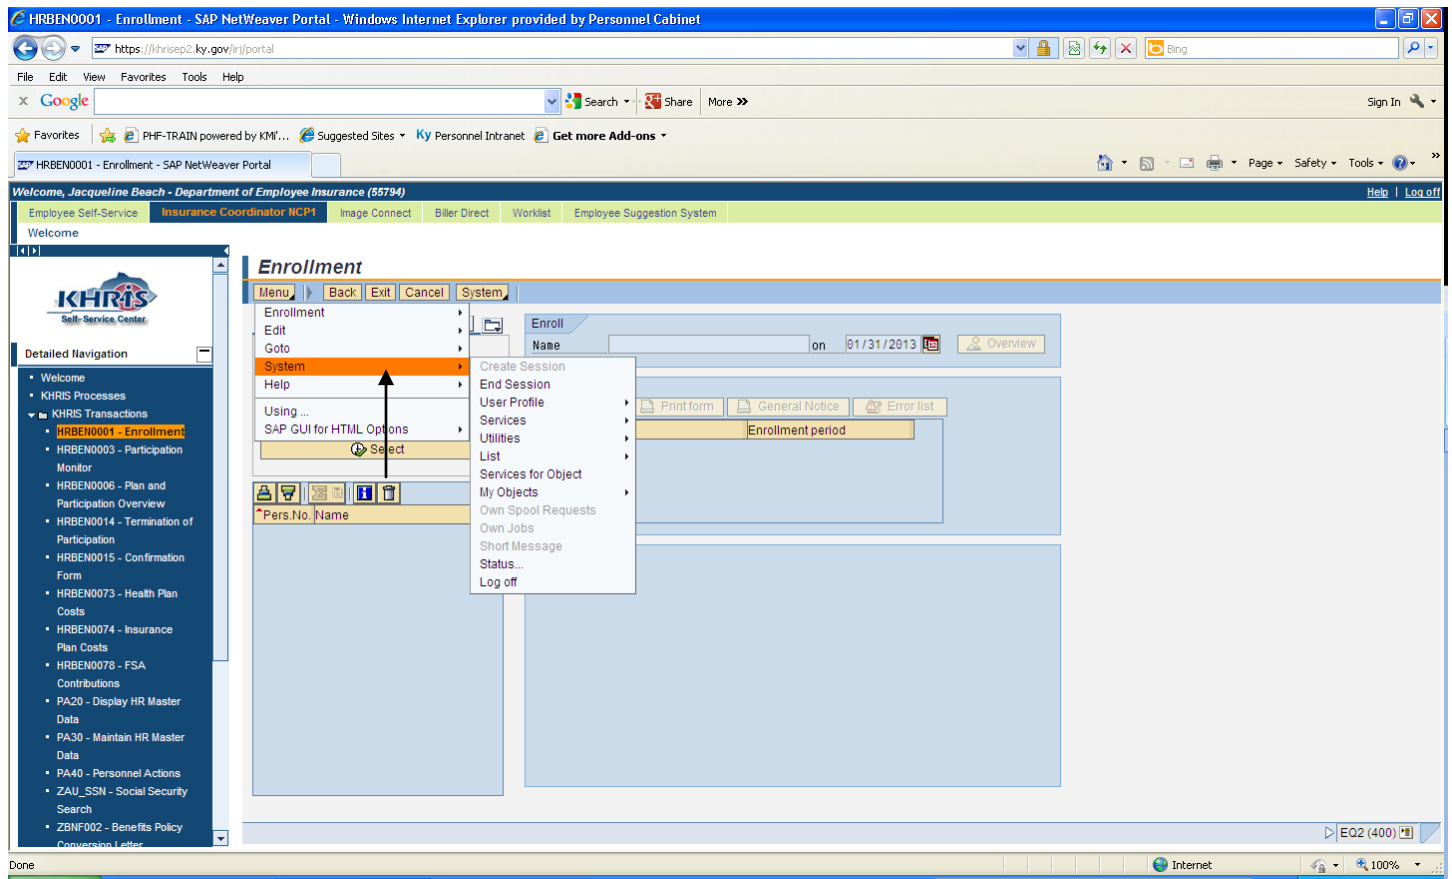 HRBEN0001 - Enrollment - SAP NetWeaver Portal - Windows Internet Explorer provided by Personnel Cabinet
https://khrisep2.ky.gov/irj/portal
Bing
File Edit View Favorites Tools Help
x Google Search Share More » Sign In
Favorites PHF-TRAIN powered by KMi'... Suggested Sites Ky Personnel Intranet Get more Add-ons
HRBEN0001 - Enrollment - SAP NetWeaver Portal Page Safety Tools »
Welcome, Jacqueline Beach - Department of Employee Insurance (55794) Help | Log off
Employee Self-Service Insurance Coordinator NCP1 Image Connect Biller Direct Worklist Employee Suggestion System
Welcome
KHRIS
Self-Service Center
Detailed Navigation
Welcome
KHRIS Processes
KHRIS Transactions
HRBEN0001 - Enrollment
HRBEN0003 - Participation
Monitor
HRBEN0006 - Plan and
Participation Overview
HRBEN0014 - Termination of
Participation
HRBEN0015 - Confirmation
Form
HRBEN0073 - Health Plan
Costs
HRBEN0074 - Insurance
Plan Costs
HRBEN0078 - FSA
Contributions
PA20 - Display HR Master
Data
PA30 - Maintain HR Master
Data
PA40 - Personnel Actions
ZAU_SSN - Social Security
Search
ZBNF002 - Benefits Policy
Conversion Letter
Enrollment
Menu Back Exit Cancel System
Enrollment
Edit
Goto
System
Help
Using ...
SAP GUI for HTML Options
Select
Pers.No. Name
Create Session
End Session
User Profile
Services
Utilities
List
Services for Object
My Objects
Own Spool Requests
Own Jobs
Short Message
Status...
Log off
Enroll
Name on 01/31/2013 Overview
Print form General Notice Error list
Enrollment period
EQ2 (400)
Done Internet 100%